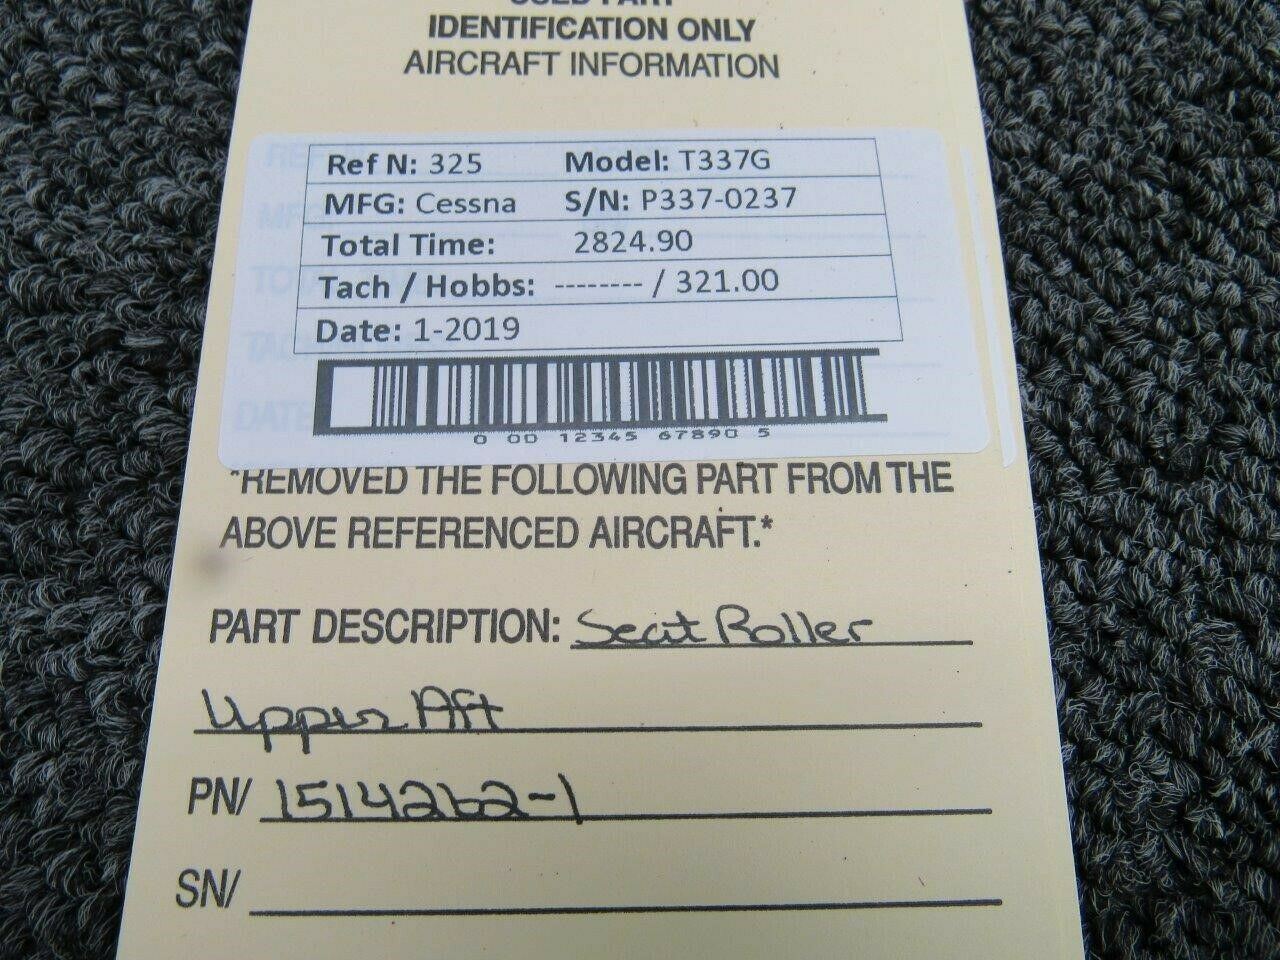 USED PART
IDENTIFICATION ONLY
AIRCRAFT INFORMATION
Ref N: 325 Model: T337G
MFG: Cessna S/N: P337-0237
Total Time: 2824.90
Tach / Hobbs: -------- / 321.00
Date: 1-2019
0 00 12345 67890 5
*REMOVED THE FOLLOWING PART FROM THE
ABOVE REFERENCED AIRCRAFT.*
PART DESCRIPTION: Seat Roller
Upper Aft
PN/ 1514262-1
SN/